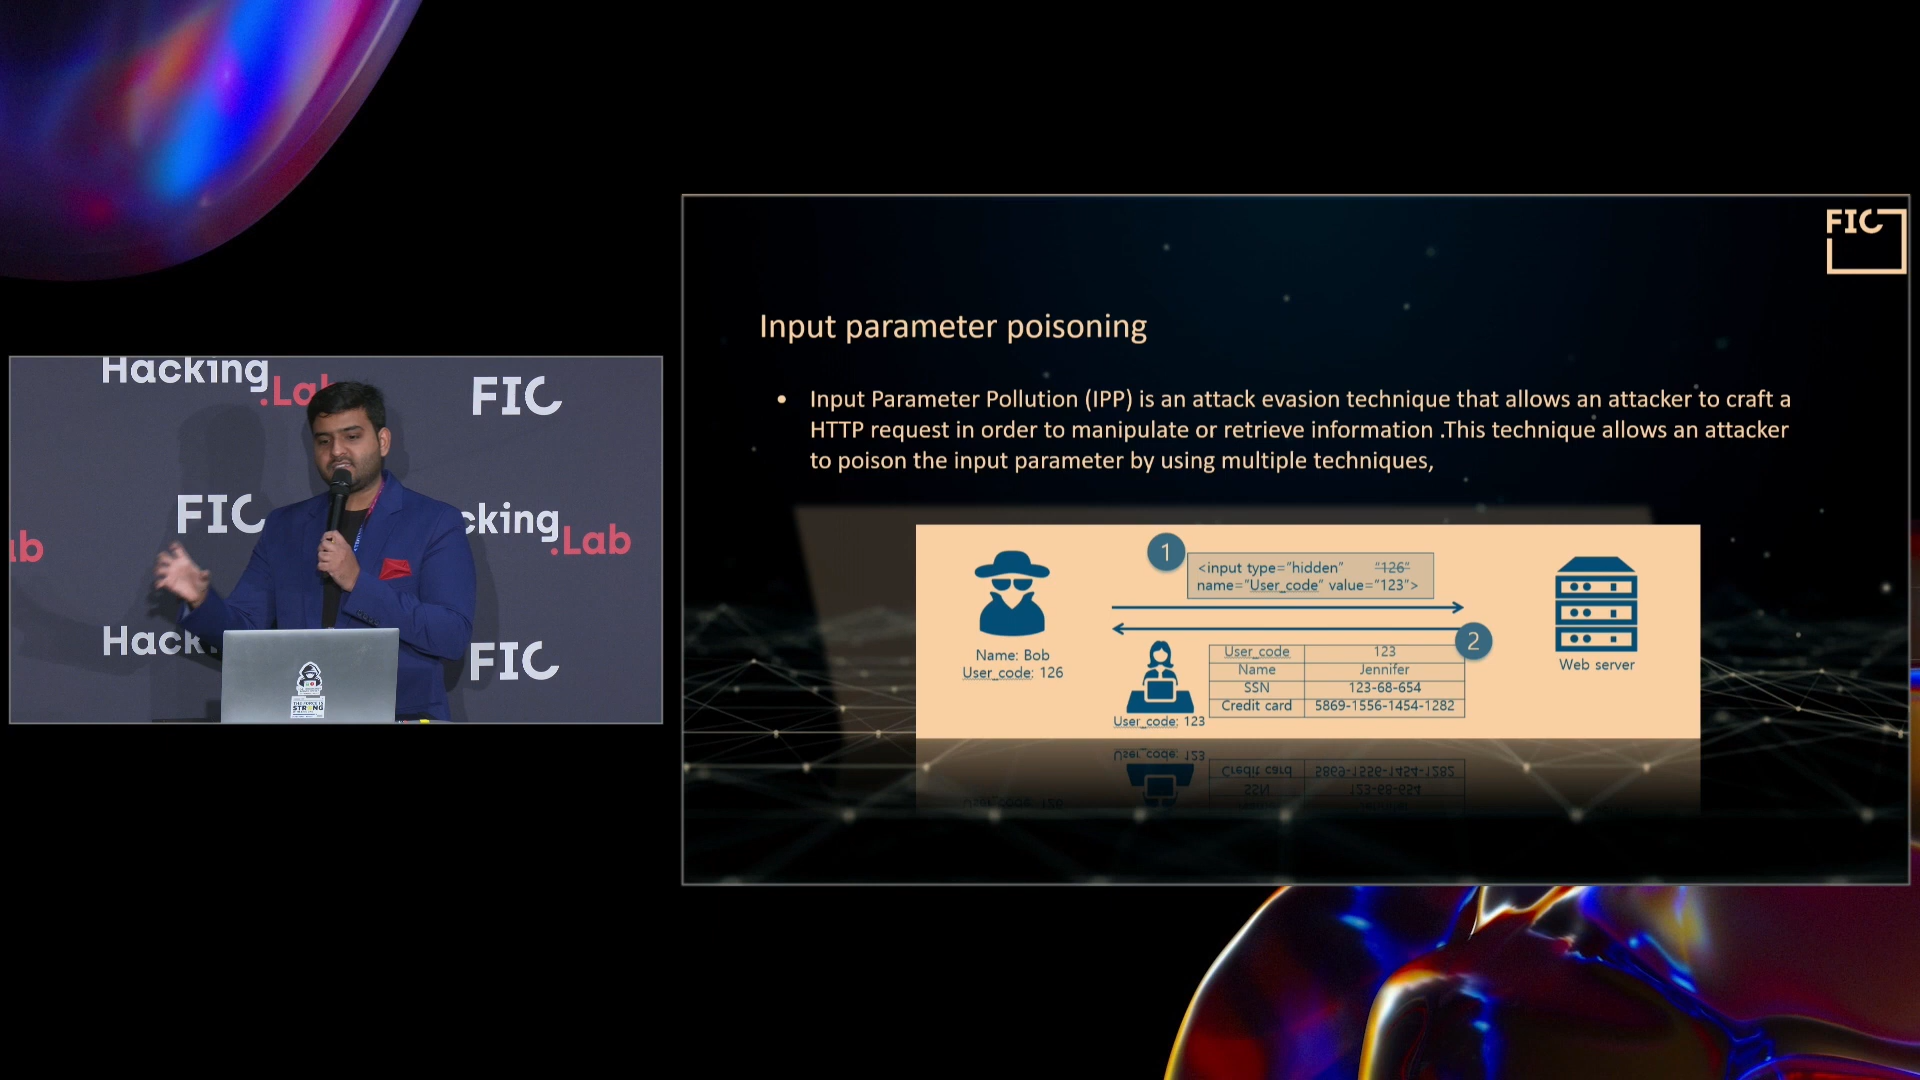 Hacking
.Lab
FIC
FIC
cking
.Lab
ab
Hack
FIC
FIC
Input parameter poisoning
• Input Parameter Pollution (IPP) is an attack evasion technique that allows an attacker to craft a
HTTP request in order to manipulate or retrieve information .This technique allows an attacker
to poison the input parameter by using multiple techniques,
1
<input type="hidden" "126"
name="User_code" value="123">
2
Name: Bob
User_code: 126
User_code 123
Name Jennifer
SSN 123-68-654
Credit card 5869-1556-1454-1282
User_code: 123
Web server